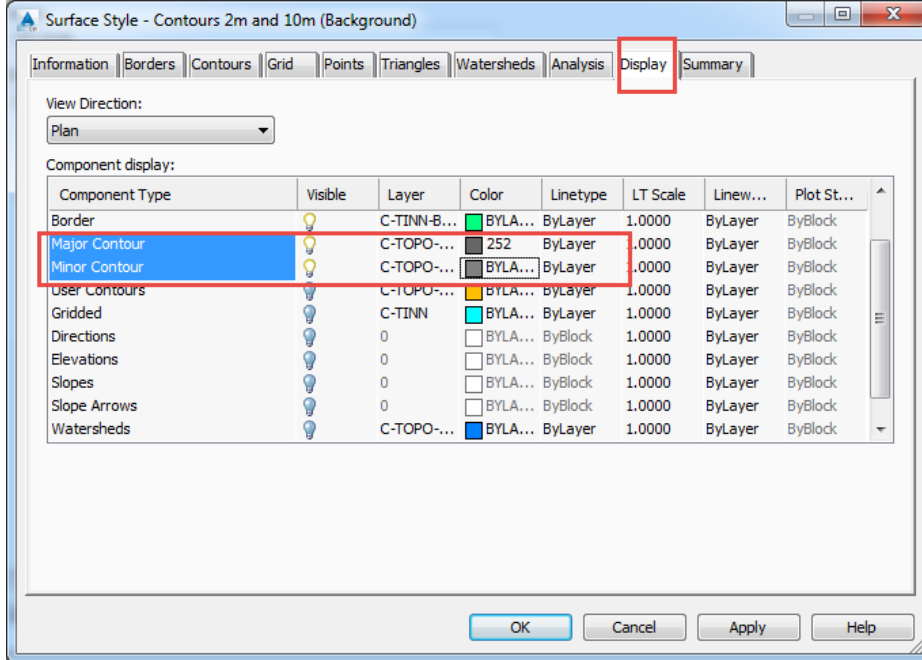 Surface Style - Contours 2m and 10m (Background)
Information Borders Contours Grid Points Triangles Watersheds Analysis Display Summary
View Direction:
Plan
Component display:
Component Type Visible Layer Color Linetype LT Scale Linew... Plot St...
Border C-TINN-B... BYLA... ByLayer 1.0000 ByLayer ByBlock
Major Contour C-TOPO-... 252 ByLayer 1.0000 ByLayer ByBlock
Minor Contour C-TOPO-... BYLA... ByLayer 1.0000 ByLayer ByBlock
User Contours C-TOPO-... BYLA... ByLayer 1.0000 ByLayer ByBlock
Gridded C-TINN BYLA... ByLayer 1.0000 ByLayer ByBlock
Directions 0 BYLA... ByBlock 1.0000 ByLayer ByBlock
Elevations 0 BYLA... ByBlock 1.0000 ByLayer ByBlock
Slopes 0 BYLA... ByBlock 1.0000 ByLayer ByBlock
Slope Arrows 0 BYLA... ByBlock 1.0000 ByLayer ByBlock
Watersheds C-TOPO-... BYLA... ByLayer 1.0000 ByLayer ByBlock
OK Cancel Apply Help